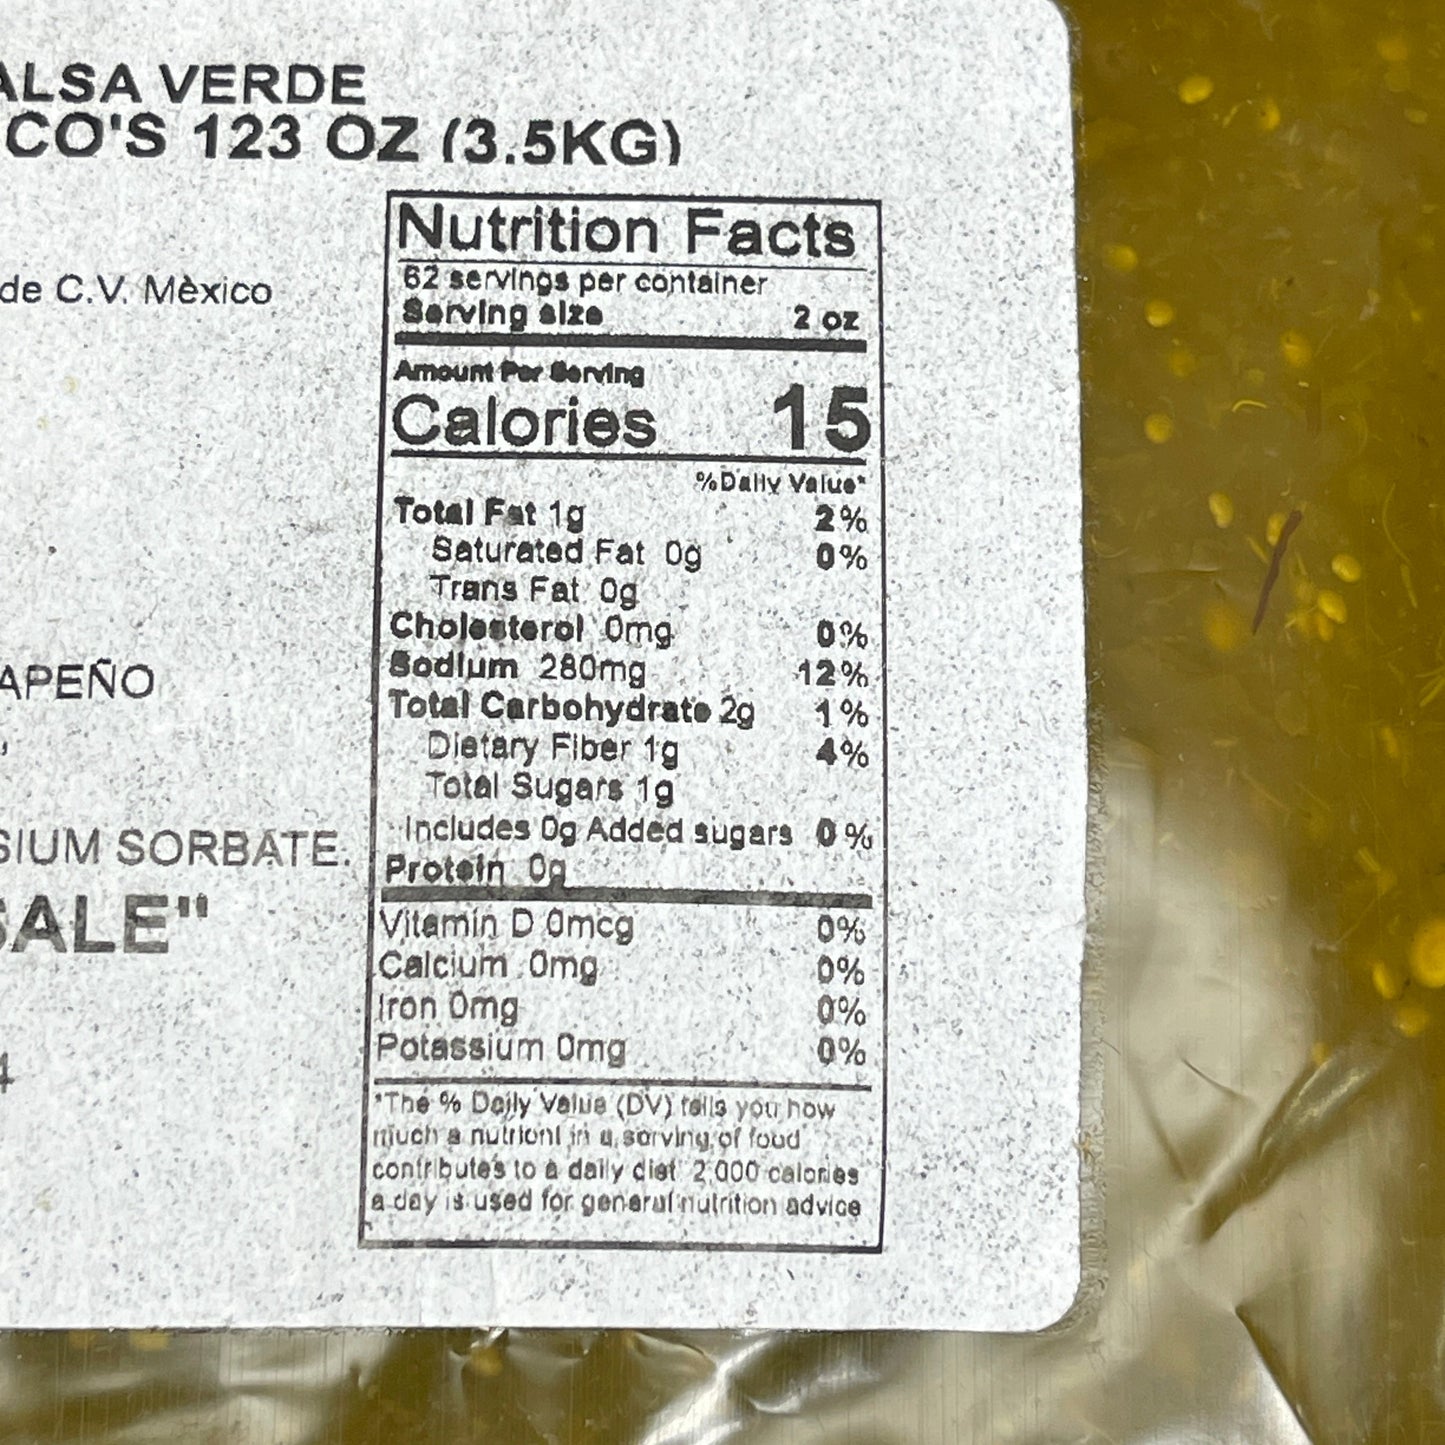 ALSA VERDE
CO'S 123 OZ (3.5KG)
de C.V. Mèxico
APEÑO
,
SIUM SORBATE.
SALE"
4
Nutrition Facts
62 servings per container
Serving size 2 oz
Amount Per Serving
Calories 15
%Daily Value*
Total Fat 1g 2%
Saturated Fat 0g 0%
Trans Fat 0g
Cholesterol 0mg 0%
Sodium 280mg 12%
Total Carbohydrate 2g 1%
Dietary Fiber 1g 4%
Total Sugars 1g
Includes 0g Added sugars 0%
Protein 0g
Vitamin D 0mcg 0%
Calcium 0mg 0%
Iron 0mg 0%
Potassium 0mg 0%
*The % Daily Value (DV) tells you how
much a nutrient in a serving of food
contributes to a daily diet 2,000 calories
a day is used for general nutrition advice